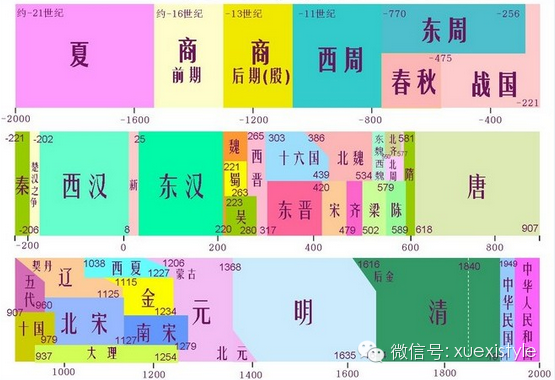 约-21世纪 约-16世纪 -13世纪 -11世纪 -770 -256
夏
商
前期
商
后期(殷)
西周
东周
-475
春秋
战国
-221
-2000 -1600 -1200 -800 -400
-221 -202 25 265 303 386 581
秦
楚汉之争
西汉
新
东汉
魏
221
蜀
263
223
吴
西晋
十六国
439
北魏
534
东魏
西魏
北齐
北周
577
隋
唐
317
东晋
420
宋
479
齐
502
梁
579
陈
589
-206 8 220 280 618 907
-200 0 200 400 600 800
契丹
辽
1038
西夏
1227
1206
蒙古
1368
1616
后金
1840
1949
五代
907
960
十国
979
北宋
1125
1115
金
1234
1127
南宋
1279
元
明
清
中华民国
中华人民和
937
大理
1254
北元
1635
1000 1200 1400 1600 1800 2000
微信号: xuexistyle